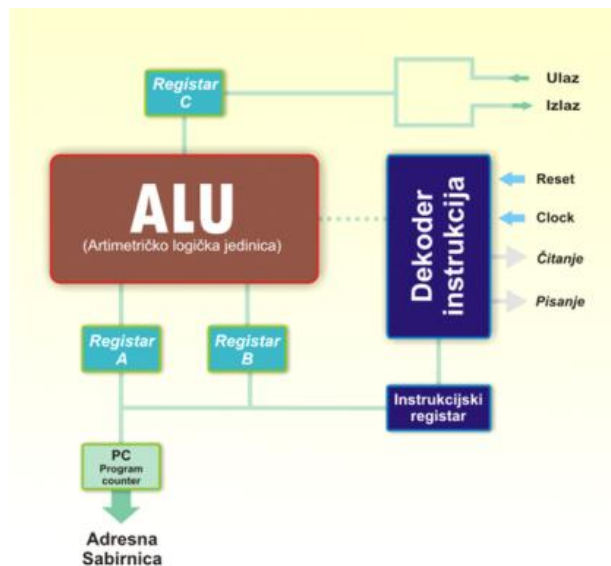 Registar
C
Ulaz
Izlaz
ALU
(Artimetričko logička jedinica)
Dekoder
instrukcija
Reset
Clock
Čitanje
Pisanje
Registar
A
Registar
B
Instrukcijski
registar
PC
Program
counter
Adresna
Sabirnica